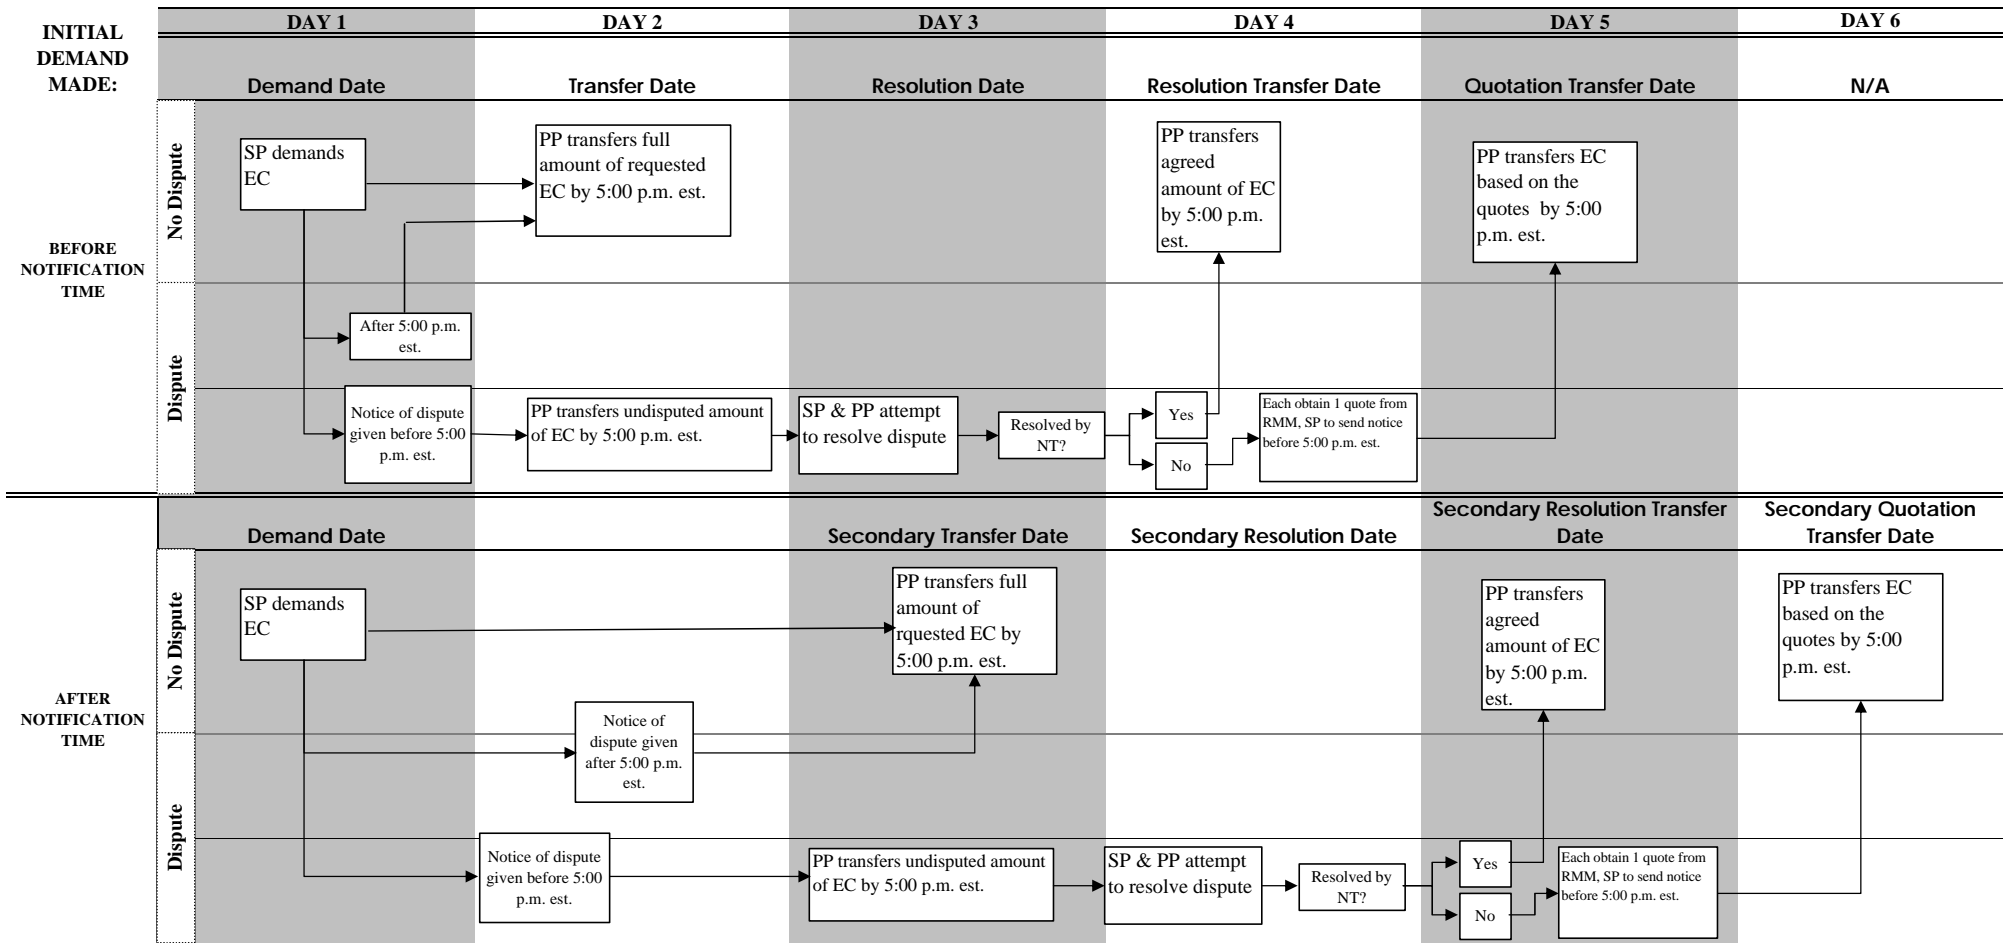 DAY 1
DAY 2
DAY 3
DAY 4
DAY 5
DAY 6
INITIAL
DEMAND
MADE:
Demand Date
Transfer Date
Resolution Date
Resolution Transfer Date
Quotation Transfer Date
N/A
BEFORE
NOTIFICATION
TIME
No Dispute
Dispute
SP demands
EC
PP transfers full
amount of requested
EC by 5:00 p.m. est.
PP transfers
agreed
amount of EC
by 5:00 p.m.
est.
PP transfers EC
based on the
quotes by 5:00
p.m. est.
After 5:00 p.m.
est.
Notice of dispute
given before 5:00
p.m. est.
PP transfers undisputed amount
of EC by 5:00 p.m. est.
SP & PP attempt
to resolve dispute
Resolved by
NT?
Yes
No
Each obtain 1 quote from
RMM, SP to send notice
before 5:00 p.m. est.
Demand Date
Secondary Transfer Date
Secondary Resolution Date
Secondary Resolution Transfer
Date
Secondary Quotation
Transfer Date
AFTER
NOTIFICATION
TIME
No Dispute
Dispute
SP demands
EC
PP transfers full
amount of
rquested EC by
5:00 p.m. est.
PP transfers
agreed
amount of EC
by 5:00 p.m.
est.
PP transfers EC
based on the
quotes by 5:00
p.m. est.
Notice of
dispute given
after 5:00 p.m.
est.
Notice of dispute
given before 5:00
p.m. est.
PP transfers undisputed amount
of EC by 5:00 p.m. est.
SP & PP attempt
to resolve dispute
Resolved by
NT?
Yes
No
Each obtain 1 quote from
RMM, SP to send notice
before 5:00 p.m. est.